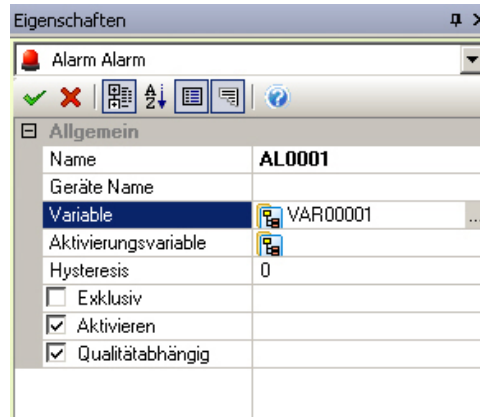 Eigenschaften
Alarm Alarm
Allgemein
Name AL0001
Geräte Name
Variable VAR00001 ...
Aktivierungsvariable
Hysteresis 0
Exklusiv
Aktivieren
Qualitätabhängig